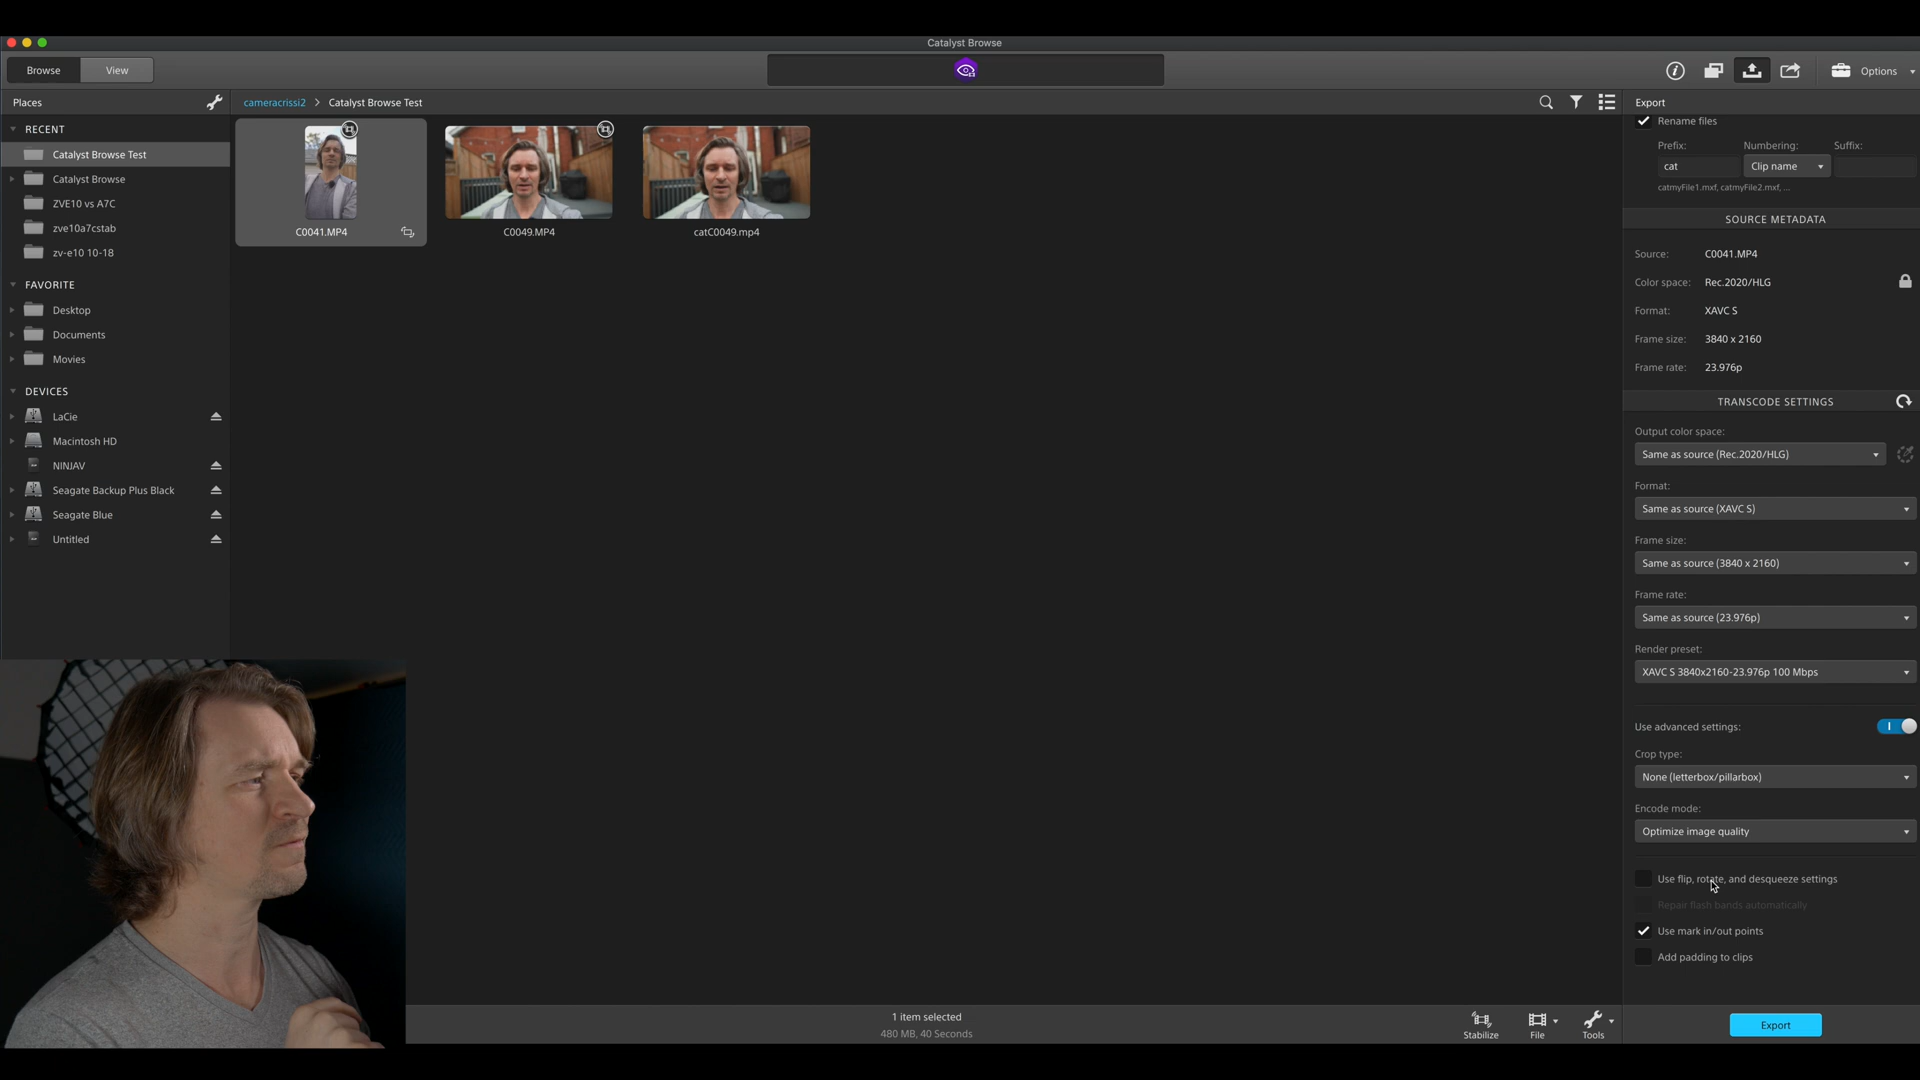 Catalyst Browse
Browse
View
Options
Places
cameracrissi2 > Catalyst Browse Test
Export
RECENT
Catalyst Browse Test
Catalyst Browse
ZVE10 vs A7C
zve10a7cstab
zv-e10 10-18
FAVORITE
Desktop
Documents
Movies
DEVICES
LaCie
Macintosh HD
NINJAV
Seagate Backup Plus Black
Seagate Blue
Untitled
C0041.MP4
C0049.MP4
catC0049.mp4
Rename files
Prefix: Numbering: Suffix:
cat Clip name
catmyFile1.mxf, catmyFile2.mxf, ...
SOURCE METADATA
Source: C0041.MP4
Color space: Rec.2020/HLG
Format: XAVC S
Frame size: 3840 x 2160
Frame rate: 23.976p
TRANSCODE SETTINGS
Output color space:
Same as source (Rec.2020/HLG)
Format:
Same as source (XAVC S)
Frame size:
Same as source (3840 x 2160)
Frame rate:
Same as source (23.976p)
Render preset:
XAVC S 3840x2160-23.976p 100 Mbps
Use advanced settings:
Crop type:
None (letterbox/pillarbox)
Encode mode:
Optimize image quality
Use flip, rotate, and desqueeze settings
Repair flash bands automatically
Use mark in/out points
Add padding to clips
1 item selected
480 MB, 40 Seconds
Stabilize
File
Tools
Export